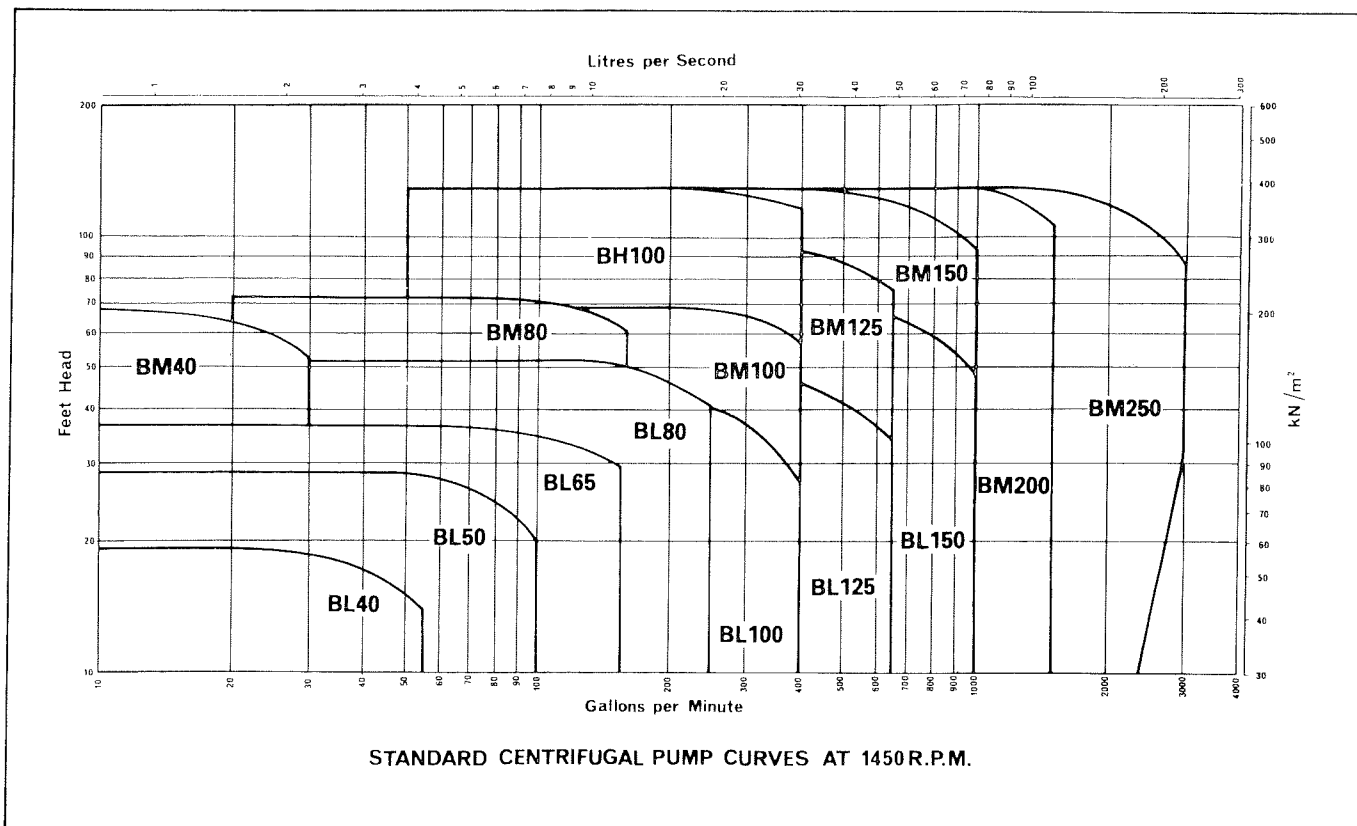 Litres per Second
1 2 3 4 5 6 7 8 9 10 20 30 40 50 60 70 80 90 100 200 300
200 100 90 80 70 60 50 40 30 20 10
Feet Head
600 500 400 300 200 100 90 80 70 60 50 40 30
kN/m²
BH100
BM150
BM125
BM80
BM40
BM100
BM250
BL80
BL65
BM200
BL50
BL150
BL125
BL40
BL100
10 20 30 40 50 60 70 80 90 100 200 300 400 500 600 700 800 900 1000 2000 3000 4000
Gallons per Minute
STANDARD CENTRIFUGAL PUMP CURVES AT 1450 R.P.M.